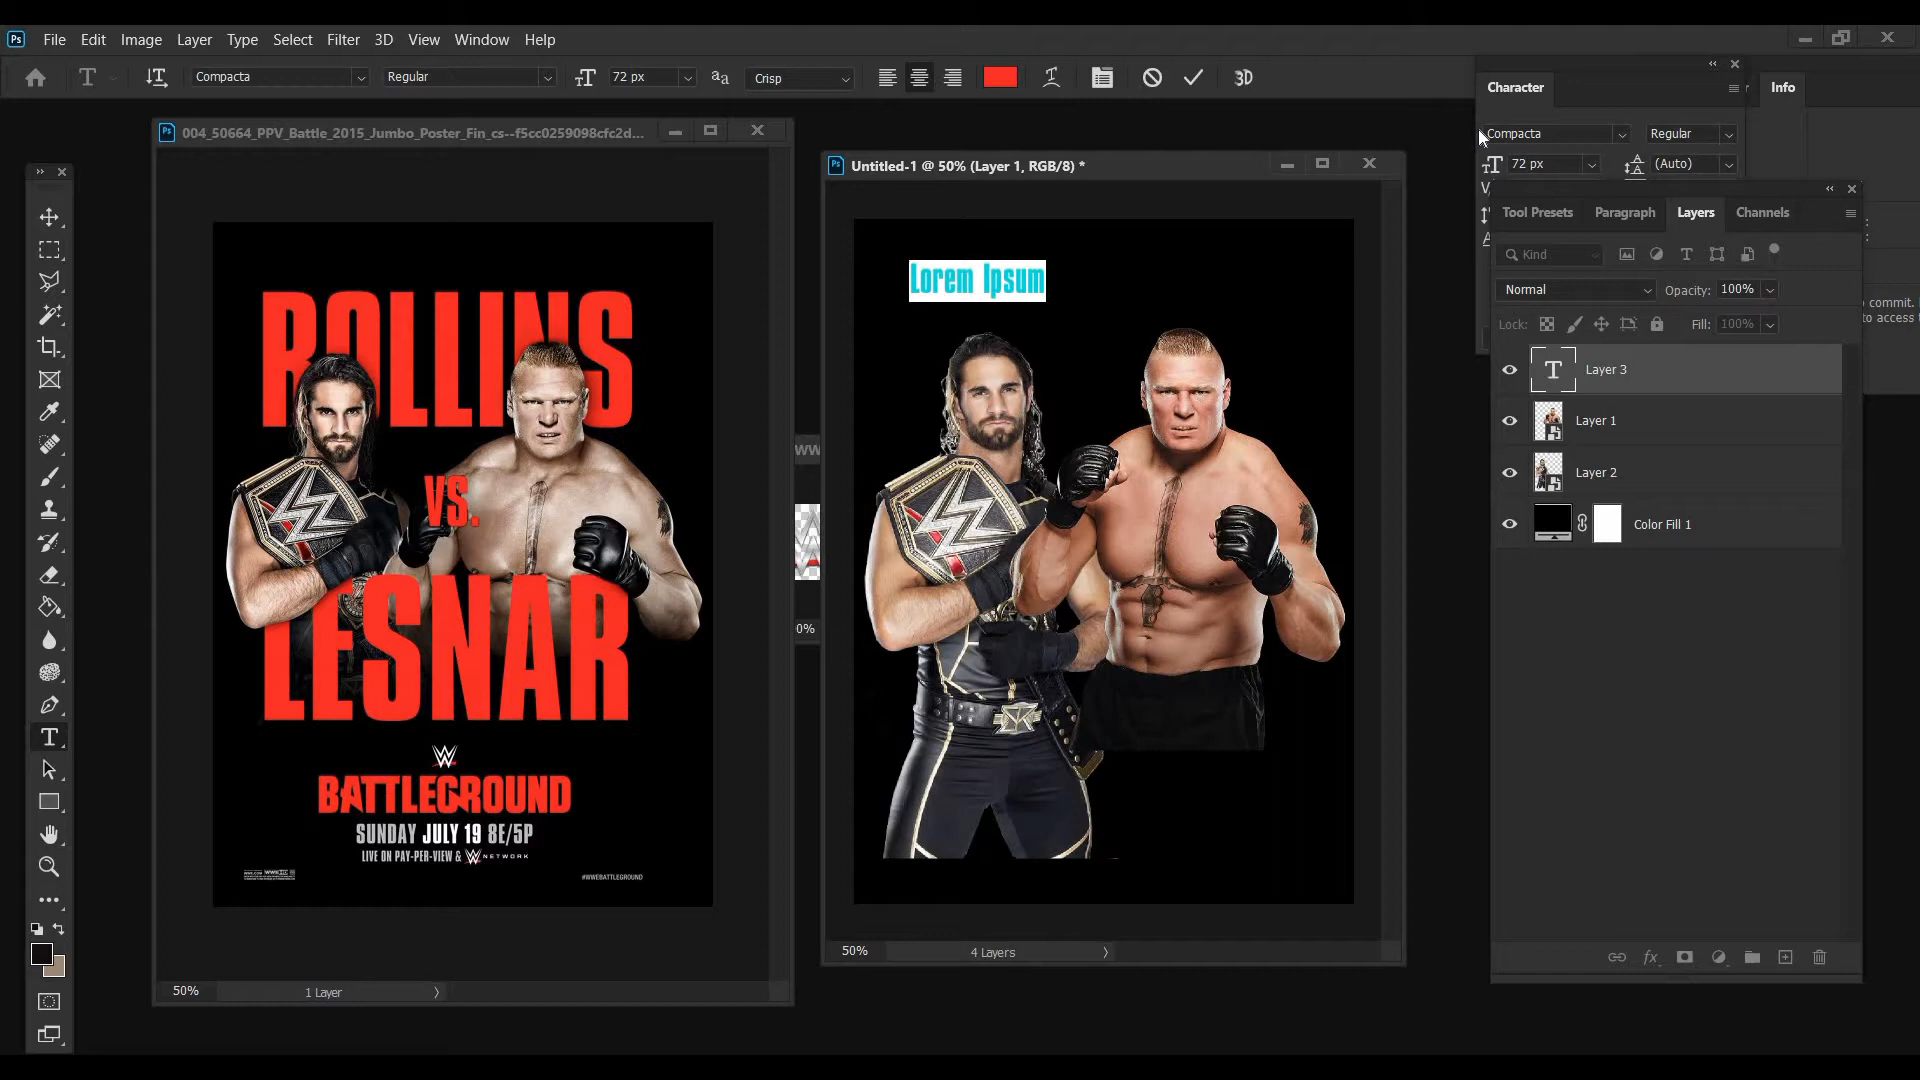 Ps File Edit Image Layer Type Select Filter 3D View Window Help
T Compacta Regular 72 px aa Crisp 3D
Character Info
Compacta Regular
72 px (Auto)
004_50664_PPV_Battle_2015_Jumbo_Poster_Fin_cs--f5cc0259098cfc2d...
Untitled-1 @ 50% (Layer 1, RGB/8) *
Tool Presets Paragraph Layers Channels
Kind
Normal Opacity: 100%
Lock: Fill: 100%
Layer 3
Layer 1
Layer 2
Color Fill 1
commit.
to access
Lorem Ipsum
ROLLINS
VS.
LESNAR
BATTLEGROUND
SUNDAY JULY 19 8E/5P
LIVE ON PAY-PER-VIEW & W NETWORK
#WWEBATTLEGROUND
0%
50% 4 Layers
50% 1 Layer